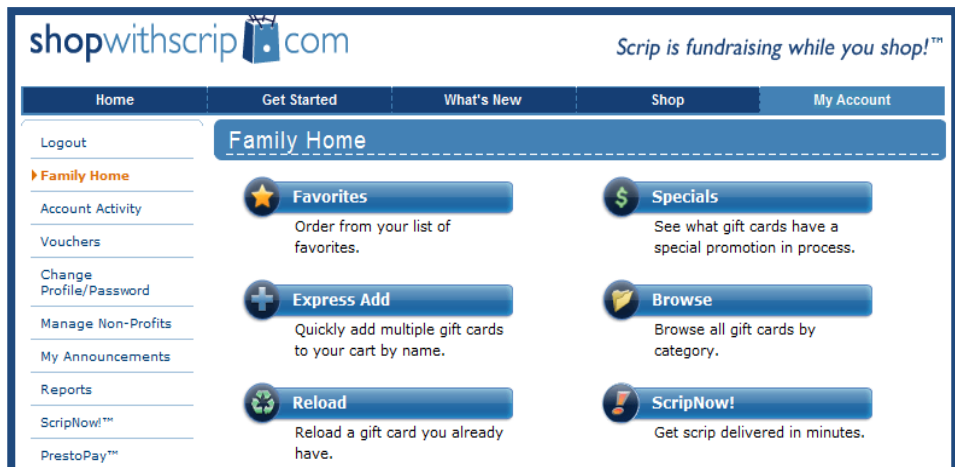 shopwithscrip.com
Scrip is fundraising while you shop!™
Home Get Started What's New Shop My Account
Logout
Family Home
Account Activity
Vouchers
Change
Profile/Password
Manage Non-Profits
My Announcements
Reports
ScripNow!™
PrestoPay™
Family Home
Favorites
Order from your list of
favorites.
Specials
See what gift cards have a
special promotion in process.
Express Add
Quickly add multiple gift cards
to your cart by name.
Browse
Browse all gift cards by
category.
Reload
Reload a gift card you already
have.
ScripNow!
Get scrip delivered in minutes.